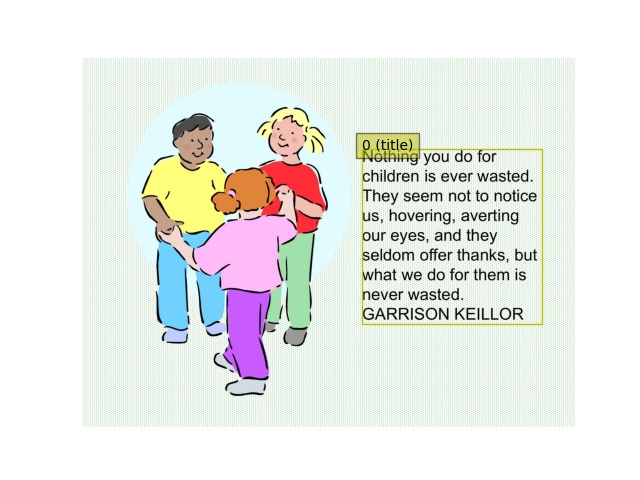 0 (title)
Nothing you do for
children is ever wasted.
They seem not to notice
us, hovering, averting
our eyes, and they
seldom offer thanks, but
what we do for them is
never wasted.
GARRISON KEILLOR